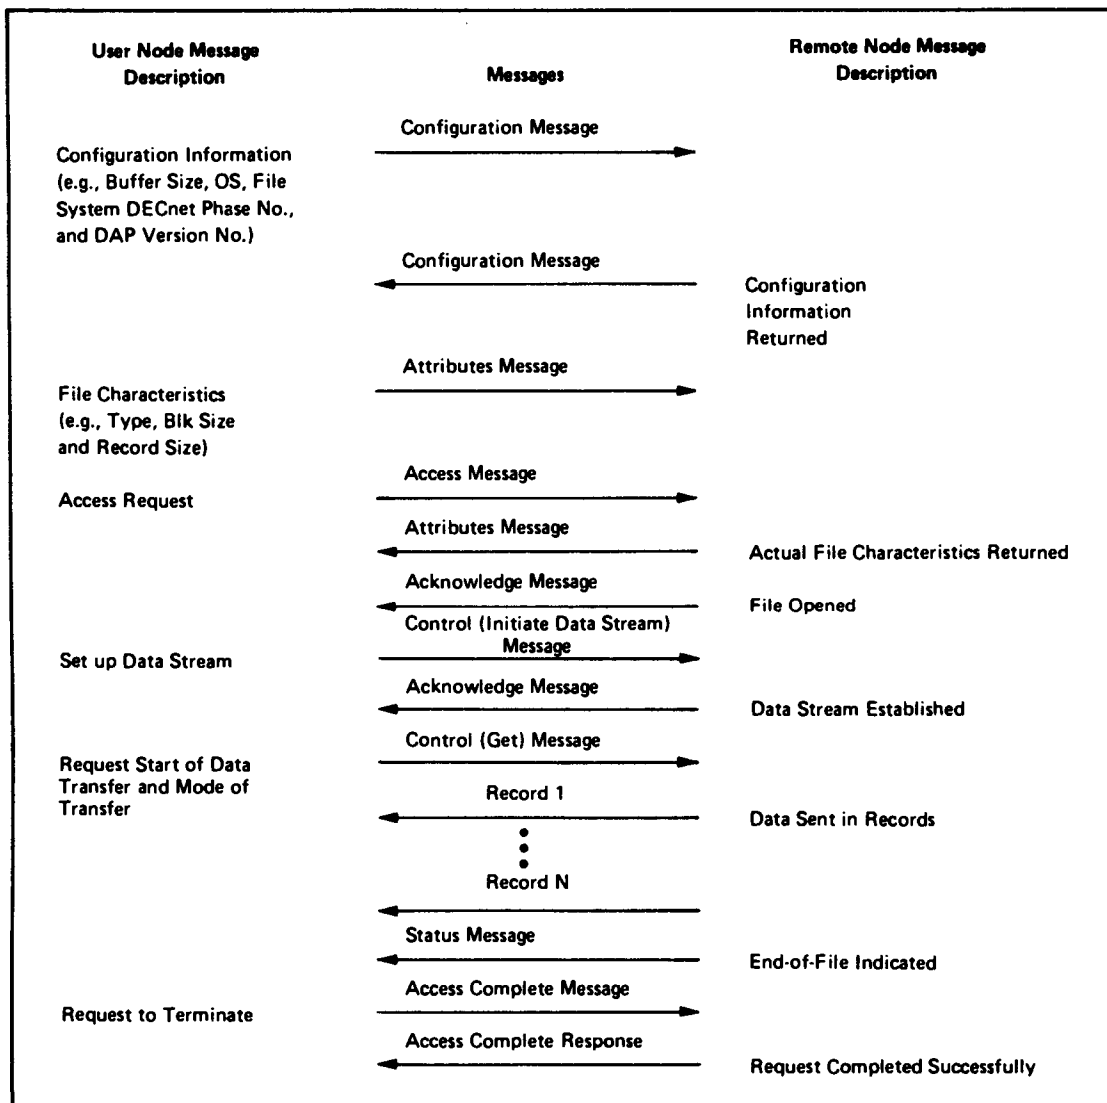 User Node Message
Description
Messages
Remote Node Message
Description
Configuration Message
Configuration Information
(e.g., Buffer Size, OS, File
System DECnet Phase No.,
and DAP Version No.)
Configuration Message
Configuration
Information
Returned
Attributes Message
File Characteristics
(e.g., Type, Blk Size
and Record Size)
Access Message
Access Request
Attributes Message
Actual File Characteristics Returned
Acknowledge Message
File Opened
Control (Initiate Data Stream)
Message
Set up Data Stream
Acknowledge Message
Data Stream Established
Control (Get) Message
Request Start of Data
Transfer and Mode of
Transfer
Record 1
Data Sent in Records
Record N
Status Message
End-of-File Indicated
Access Complete Message
Request to Terminate
Access Complete Response
Request Completed Successfully